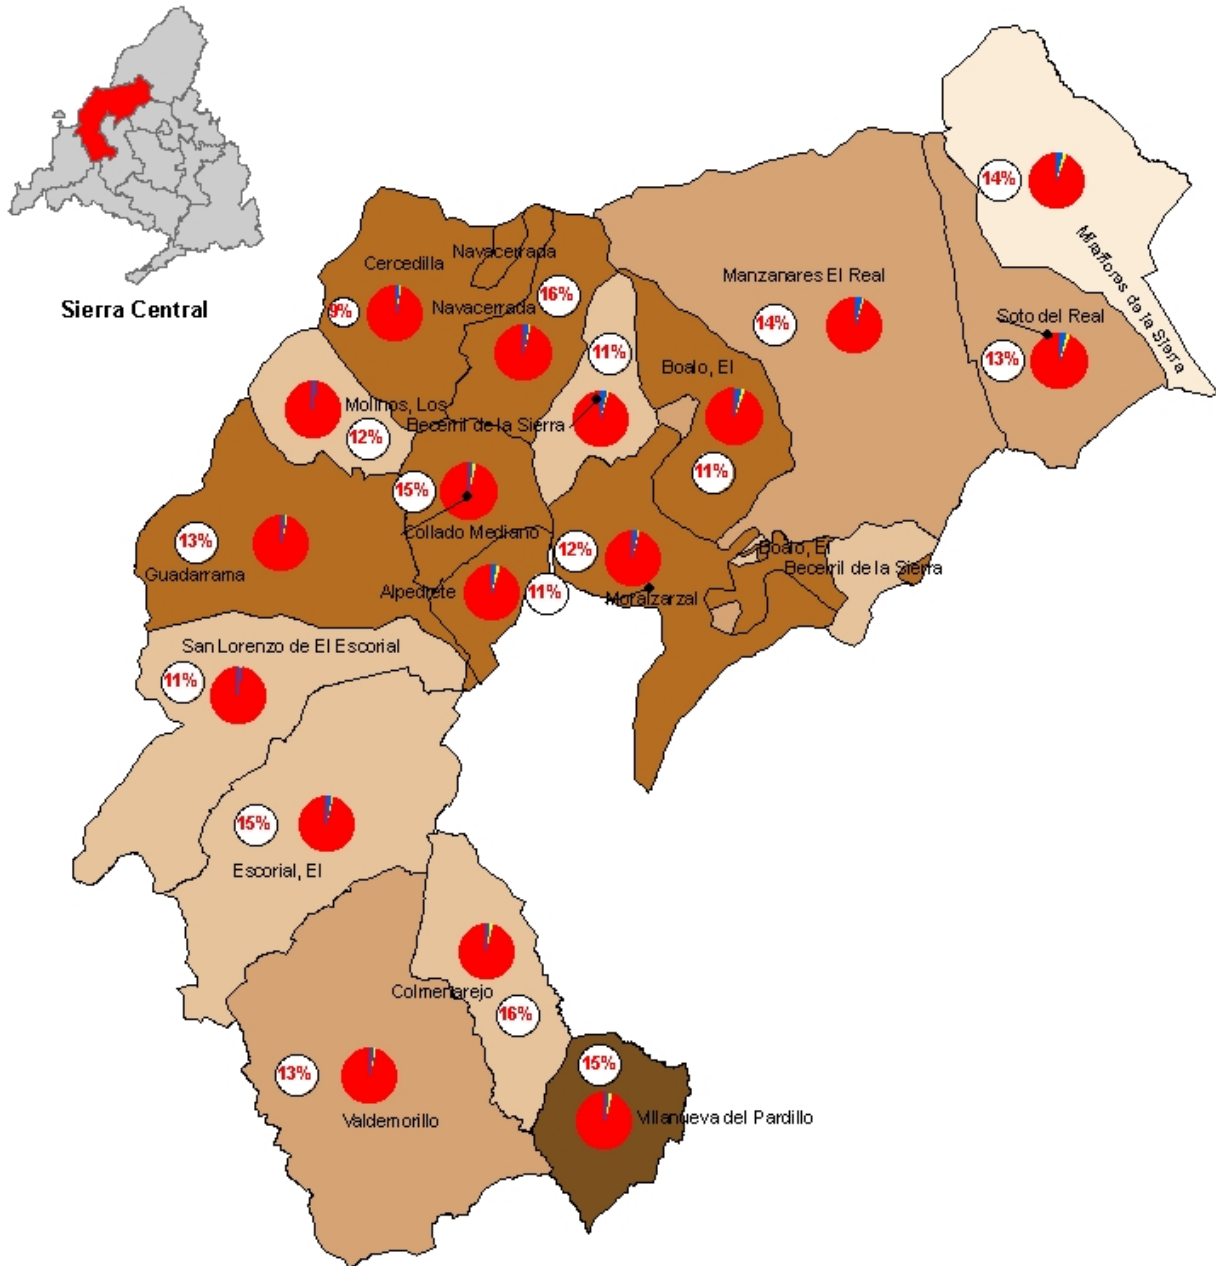 Sierra Central
14%
Miraflores de la Sierra
Navacerrada
Cercedilla
Manzanares El Real
16%
9%
Navacerrada
14%
Soto del Real
13%
11%
Boalo, El
Molinos, Los
Becerril de la Sierra
12%
11%
15%
Collado Mediano
13%
Guadarrama
12%
Boalo, El
Becerril de la Sierra
Alpedrete
11%
Moralzarzal
San Lorenzo de El Escorial
11%
15%
Escorial, El
Colmenarejo
16%
13%
15%
Valdemorillo
Villanueva del Pardillo